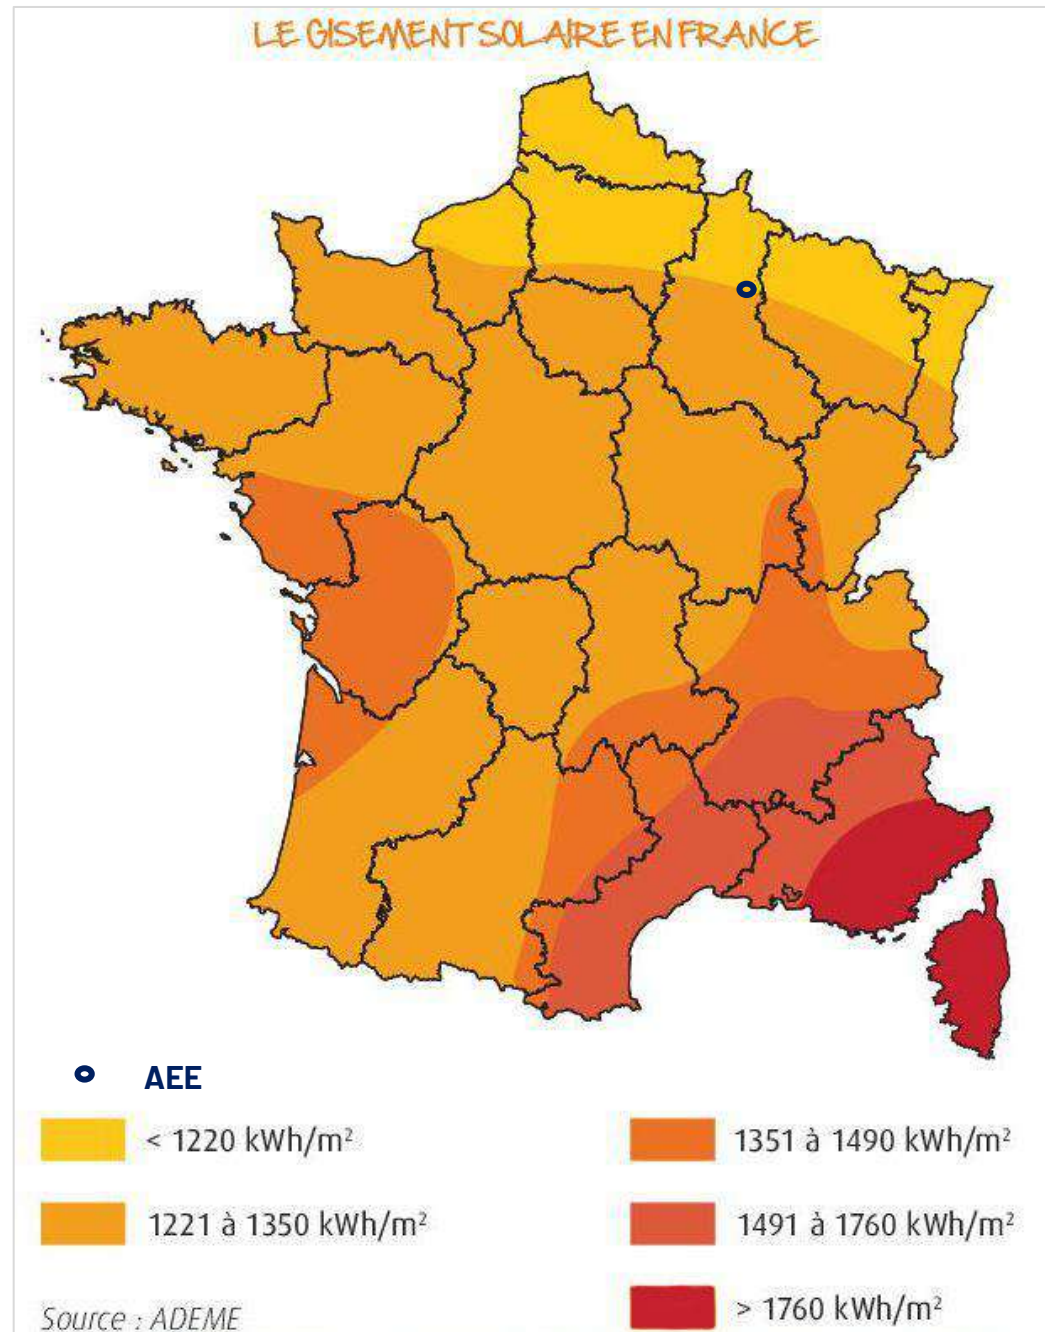 LE GISEMENT SOLAIRE EN FRANCE
AEE
< 1220 kWh/m²
1221 à 1350 kWh/m²
1351 à 1490 kWh/m²
1491 à 1760 kWh/m²
> 1760 kWh/m²
Source : ADEME